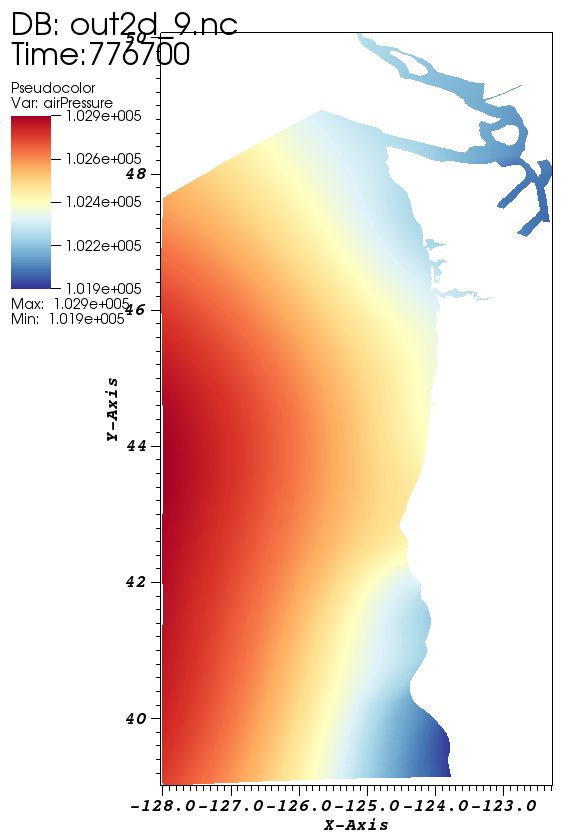 DB: out2d_9.nc
Time:776700
Pseudocolor
Var: airPressure
1.029e+005
1.026e+005
1.024e+005
1.022e+005
1.019e+005
Max: 1.029e+005
Min: 1.019e+005
50
48
46
44
42
40
Y-Axis
-128.0 -127.0 -126.0 -125.0 -124.0 -123.0
X-Axis